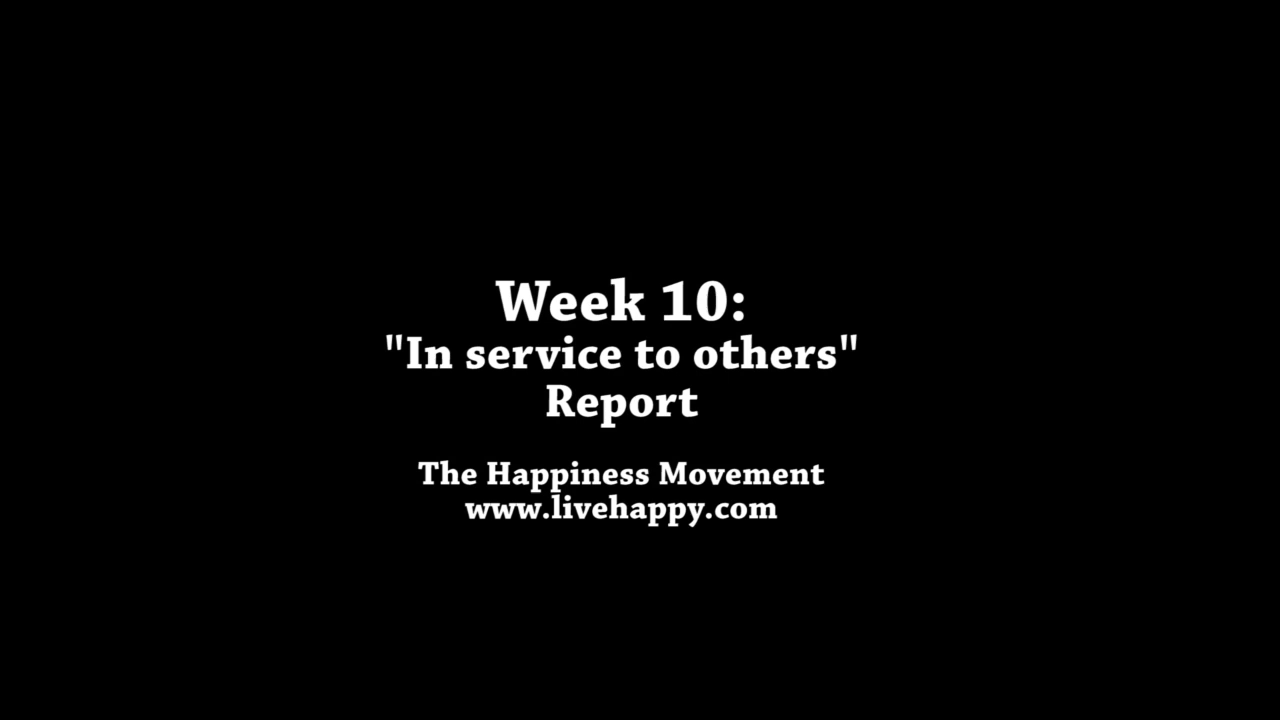 Week 10:
"In service to others"
Report
The Happiness Movement
www.livehappy.com